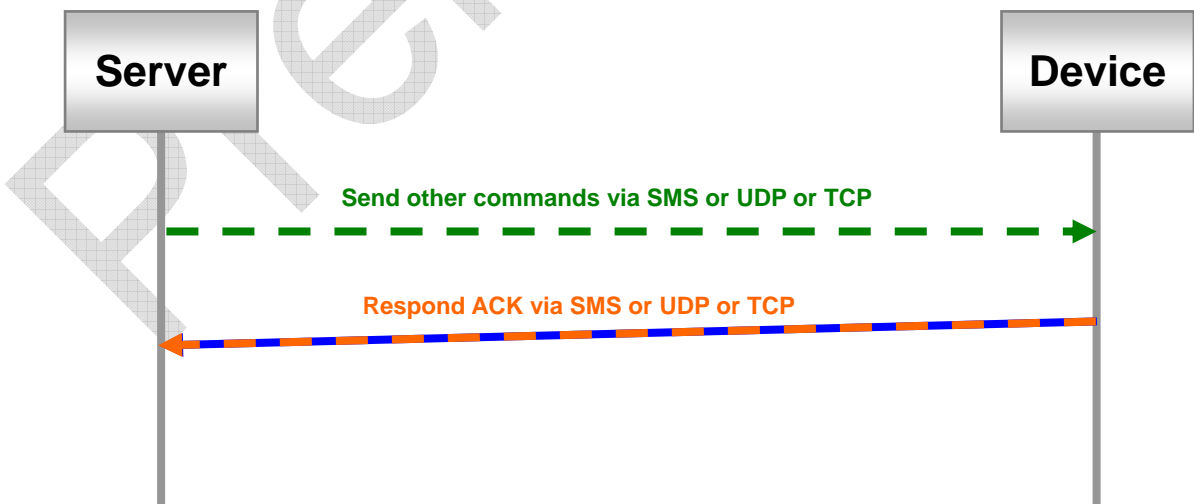 Server
Device
Send other commands via SMS or UDP or TCP
Respond ACK via SMS or UDP or TCP